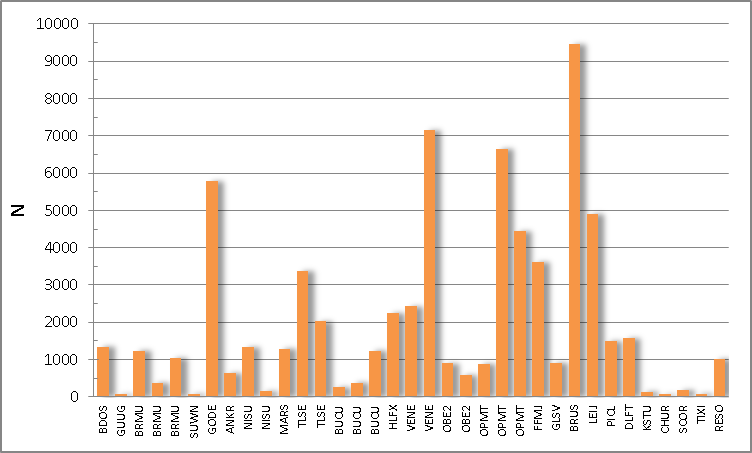 10000
9000
8000
7000
6000
5000
4000
3000
2000
1000
0
N
BDOS
GUUG
BRMU
BRMU
BRMU
SUWN
GODE
ANKR
NISU
NISU
MARS
TLSE
TLSE
BUCU
BUCU
BUCU
HLFX
VENE
VENE
OBE2
OBE2
OPMT
OPMT
OPMT
FFMJ
GLSV
BRUS
LEIJ
PICL
DLFT
KSTU
CHUR
SCOR
TIXI
RESO